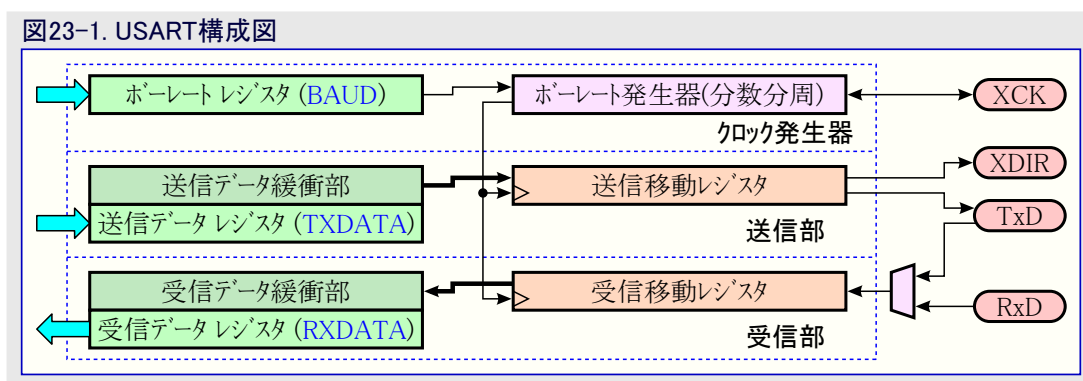 図23-1. USART構成図
ボーレート レジスタ (BAUD)
ボーレート発生器(分数分周)
XCK
クロック発生器
XDIR
送信データ緩衝部
送信移動レジスタ
送信データ レジスタ (TXDATA)
TxD
送信部
受信データ緩衝部
受信移動レジスタ
RxD
受信データ レジスタ (RXDATA)
受信部